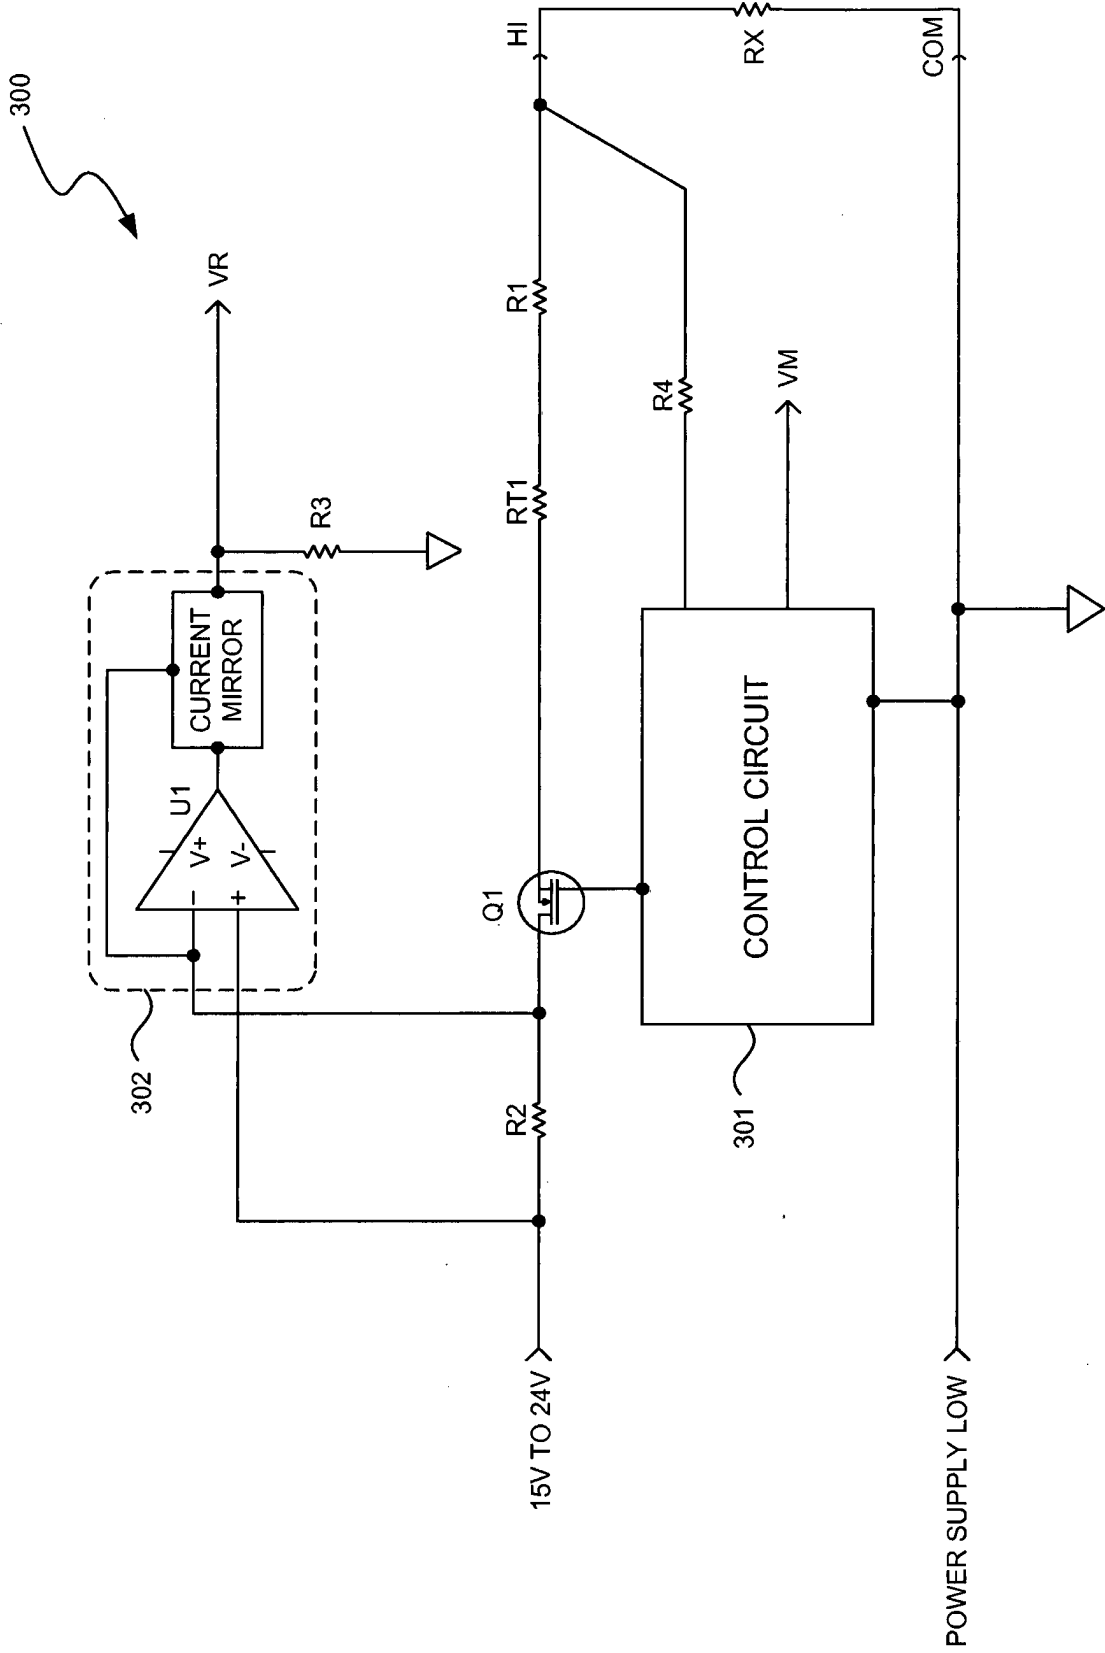 300
302
U1
V+
V-
-
+
CURRENT
MIRROR
VR
R3
15V TO 24V
R2
Q1
RT1
R1
HI
R4
RX
301
CONTROL CIRCUIT
VM
COM
POWER SUPPLY LOW